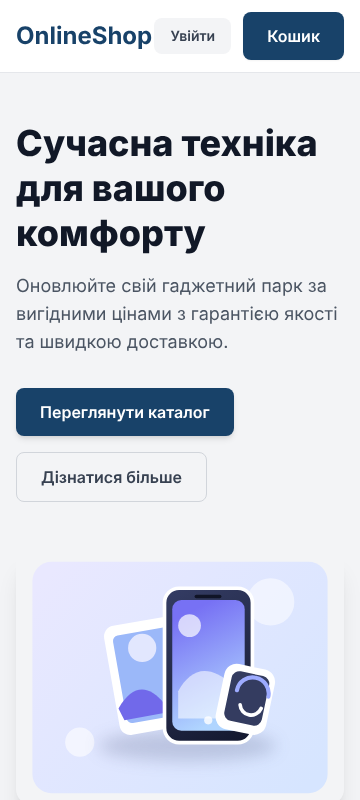 OnlineShop
Увійти
Кошик
Сучасна техніка
для вашого
комфорту
Оновлюйте свій гаджетний парк за
вигідними цінами з гарантією якості
та швидкою доставкою.
Переглянути каталог
Дізнатися більше